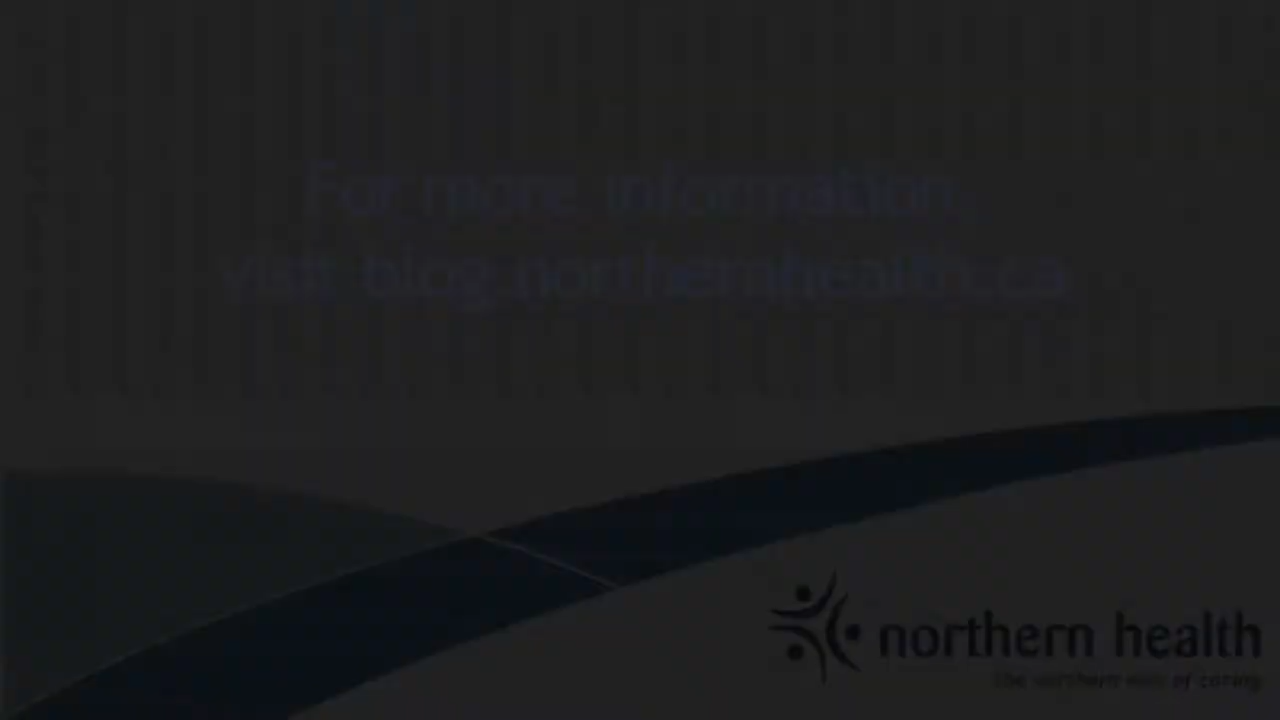 For more information,
visit: blog.northernhealth.ca
northern health
the northern way of caring